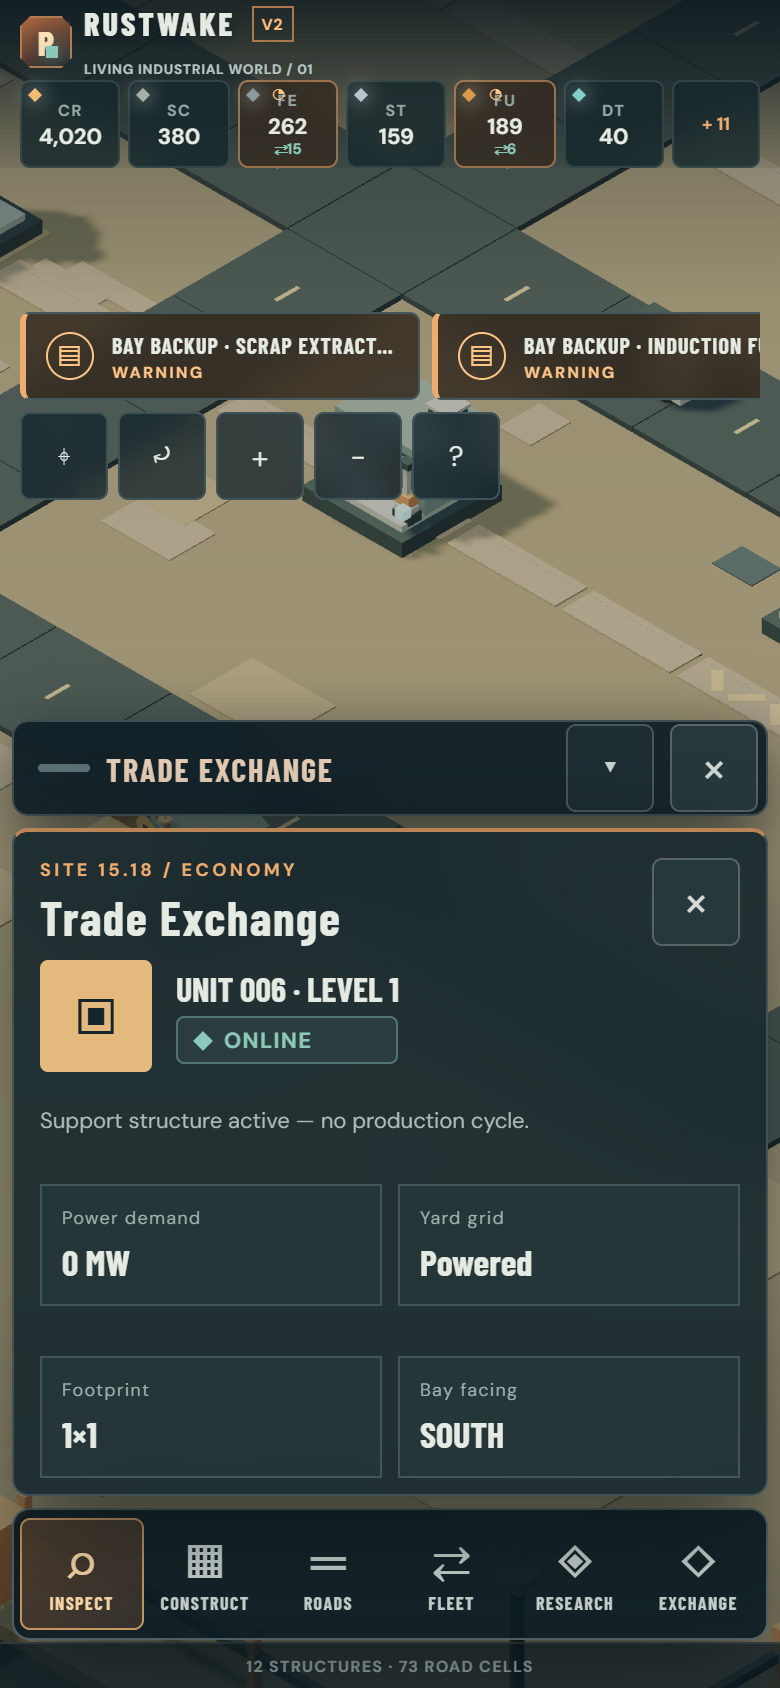 RUSTWAKE
V2
LIVING INDUSTRIAL WORLD / 01
CR
4,020
SC
380
FE
262
⇄15
ST
159
FU
189
⇄6
DT
40
+ 11
BAY BACKUP · SCRAP EXTRACT...
WARNING
BAY BACKUP · INDUCTION FU
WARNING
+
-
?
TRADE EXCHANGE
▼
×
SITE 15.18 / ECONOMY
Trade Exchange
×
UNIT 006 · LEVEL 1
ONLINE
Support structure active — no production cycle.
Power demand
0 MW
Yard grid
Powered
Footprint
1×1
Bay facing
SOUTH
INSPECT
CONSTRUCT
ROADS
FLEET
RESEARCH
EXCHANGE
12 STRUCTURES · 73 ROAD CELLS